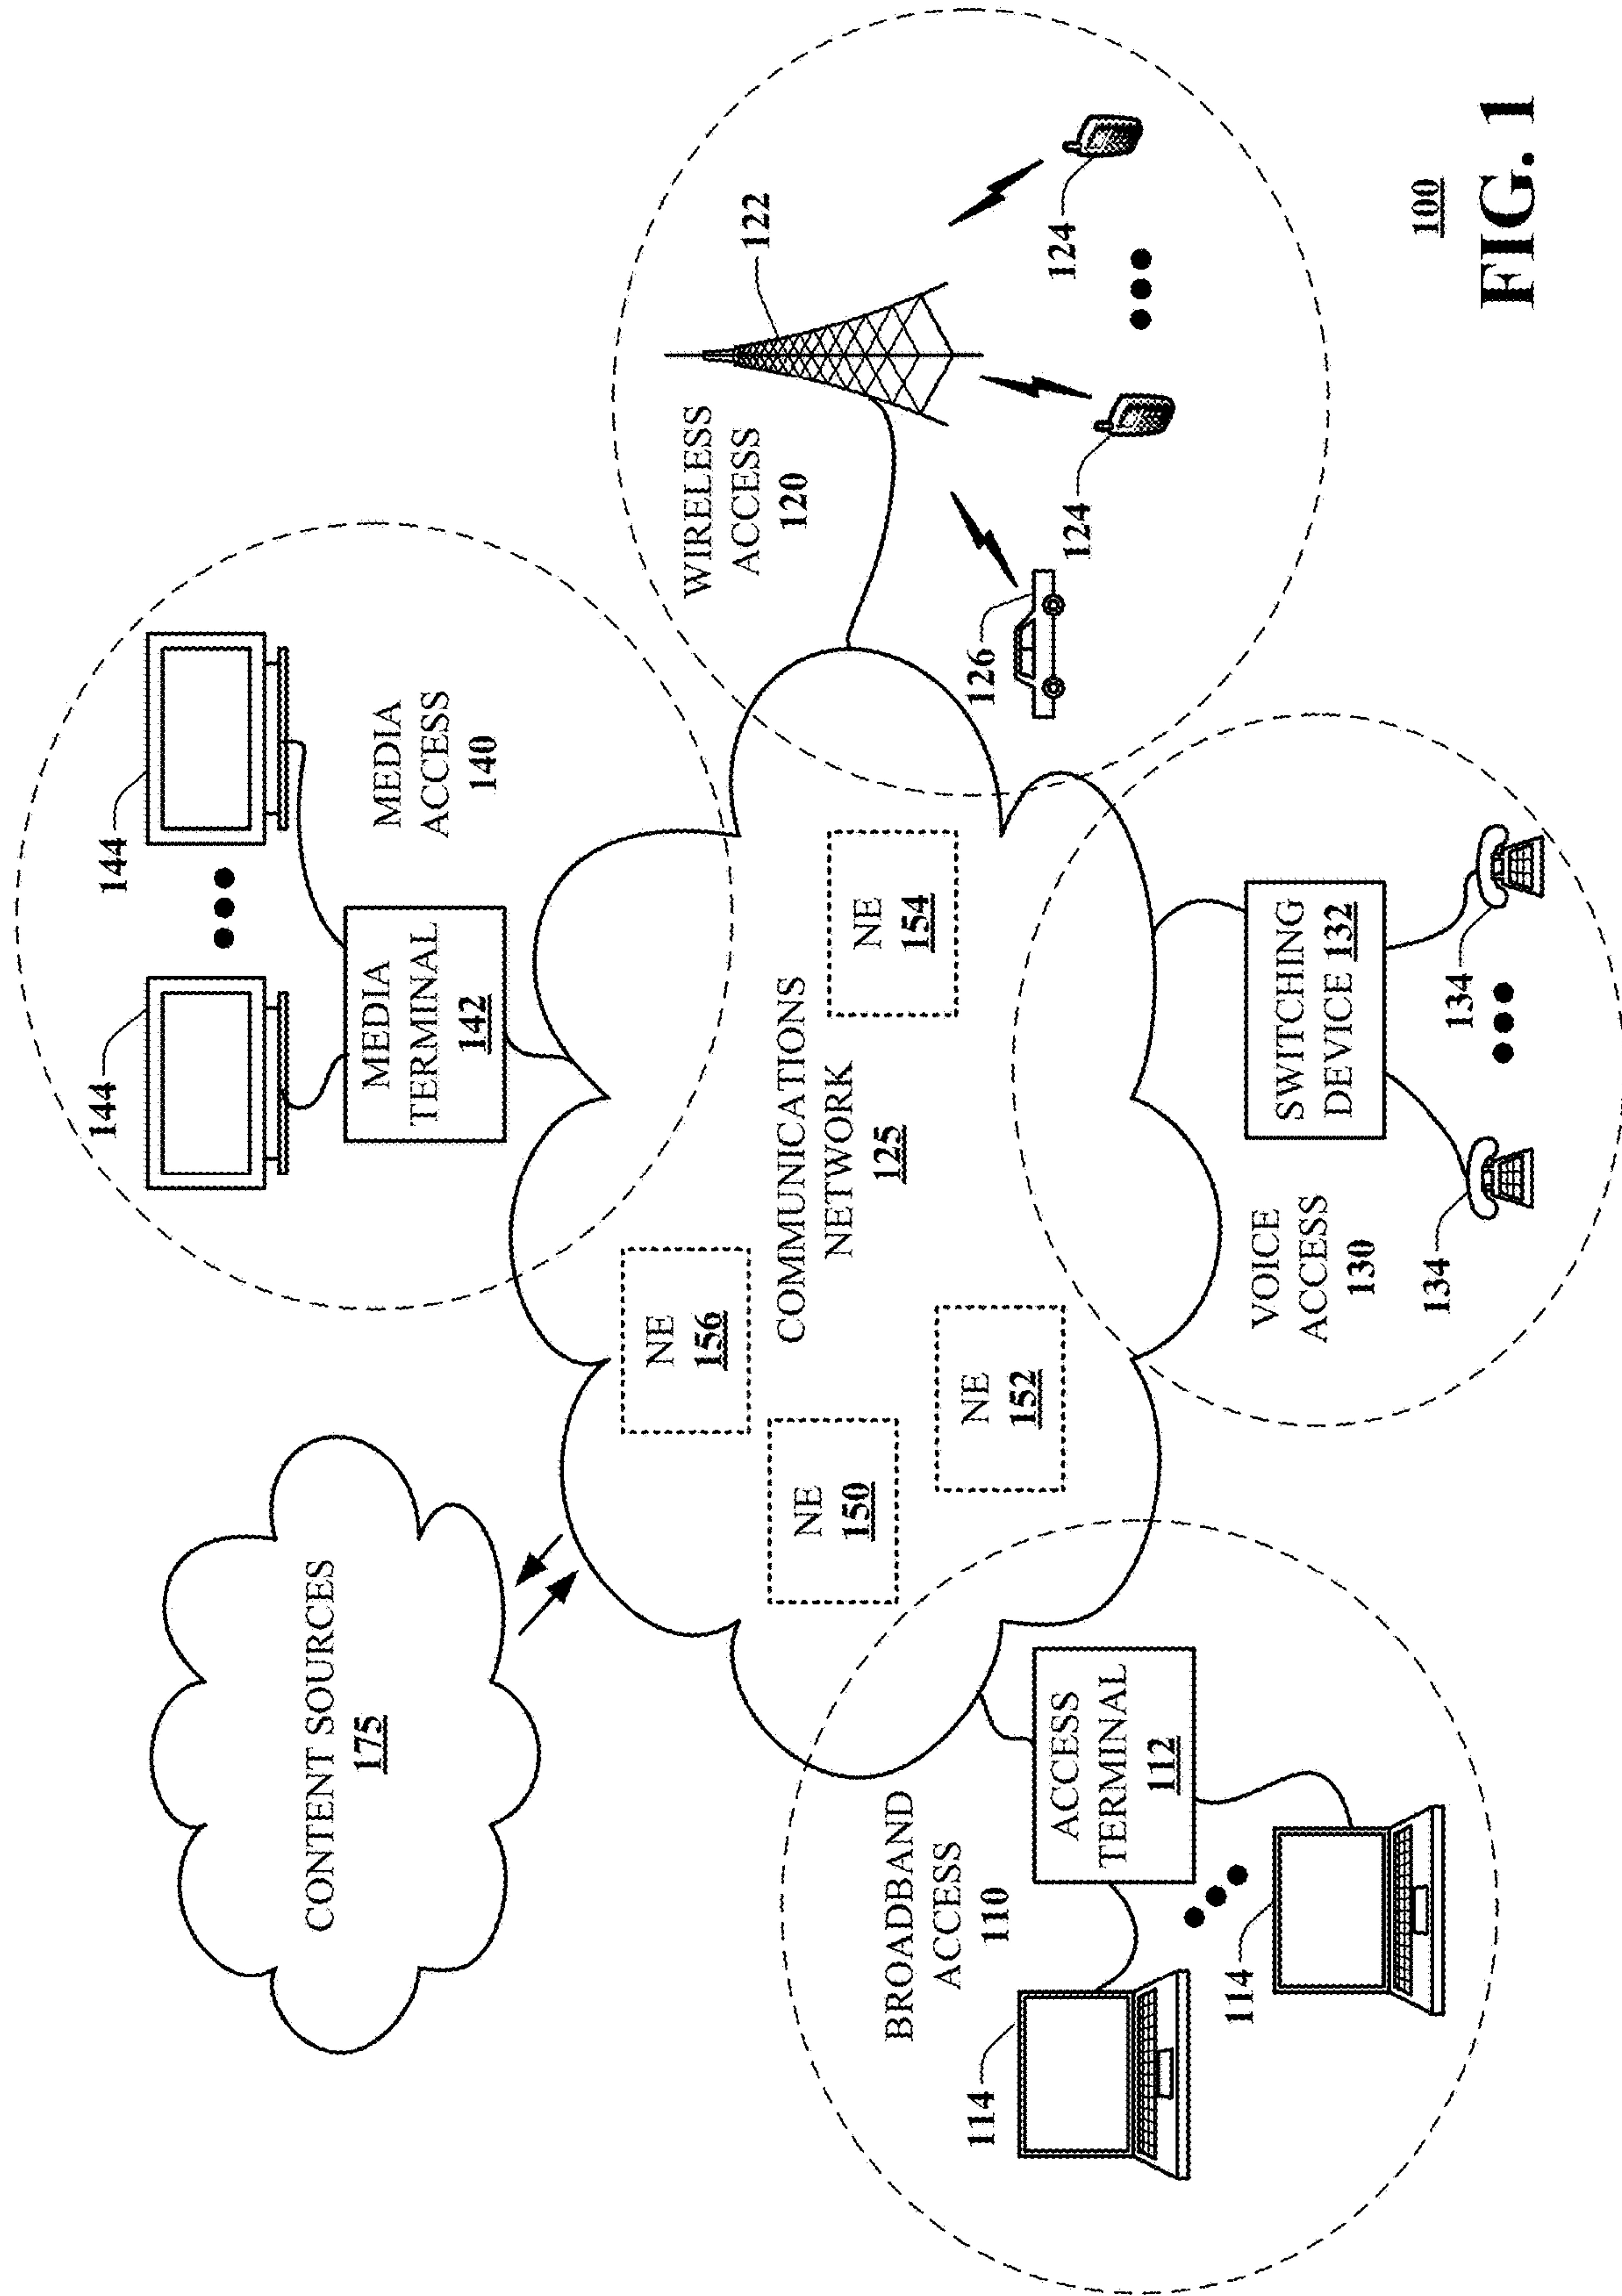 CONTENT SOURCES
175
144
144
MEDIA
TERMINAL
142
MEDIA
ACCESS
140
NE
156
NE
150
NE
152
COMMUNICATIONS
NETWORK
125
NE
154
WIRELESS
ACCESS
120
122
126
124
124
BROADBAND
ACCESS
110
ACCESS
TERMINAL
112
114
114
VOICE
ACCESS
130
SWITCHING
DEVICE 132
134
134
100
FIG. 1